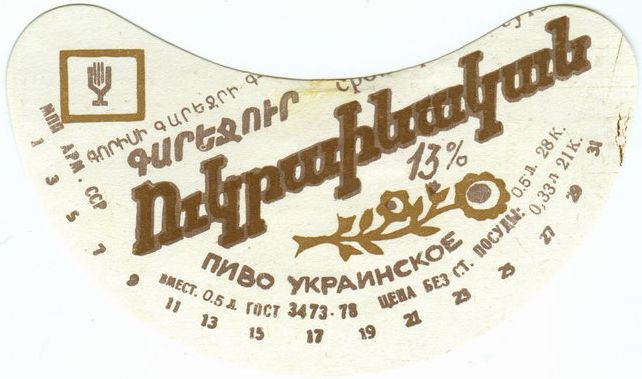 МПП АРМ. ССР
ԳՈՐԻՍԻ ԳԱՐԵՋՐԻ Գ
ԳԱՐԵՋՈՒՐ
Ուկրաինական
13%
ПИВО УКРАИНСКОЕ
ВМЕСТ. 0.5 Л. ГОСТ 3473-78 ЦЕНА БЕЗ СТ. ПОСУДЫ: 0.5 Л. 28 К.
0,33 Л 21 К.
1 3 5 7 9 11 13 15 17 19 21 23 25 27 29 31